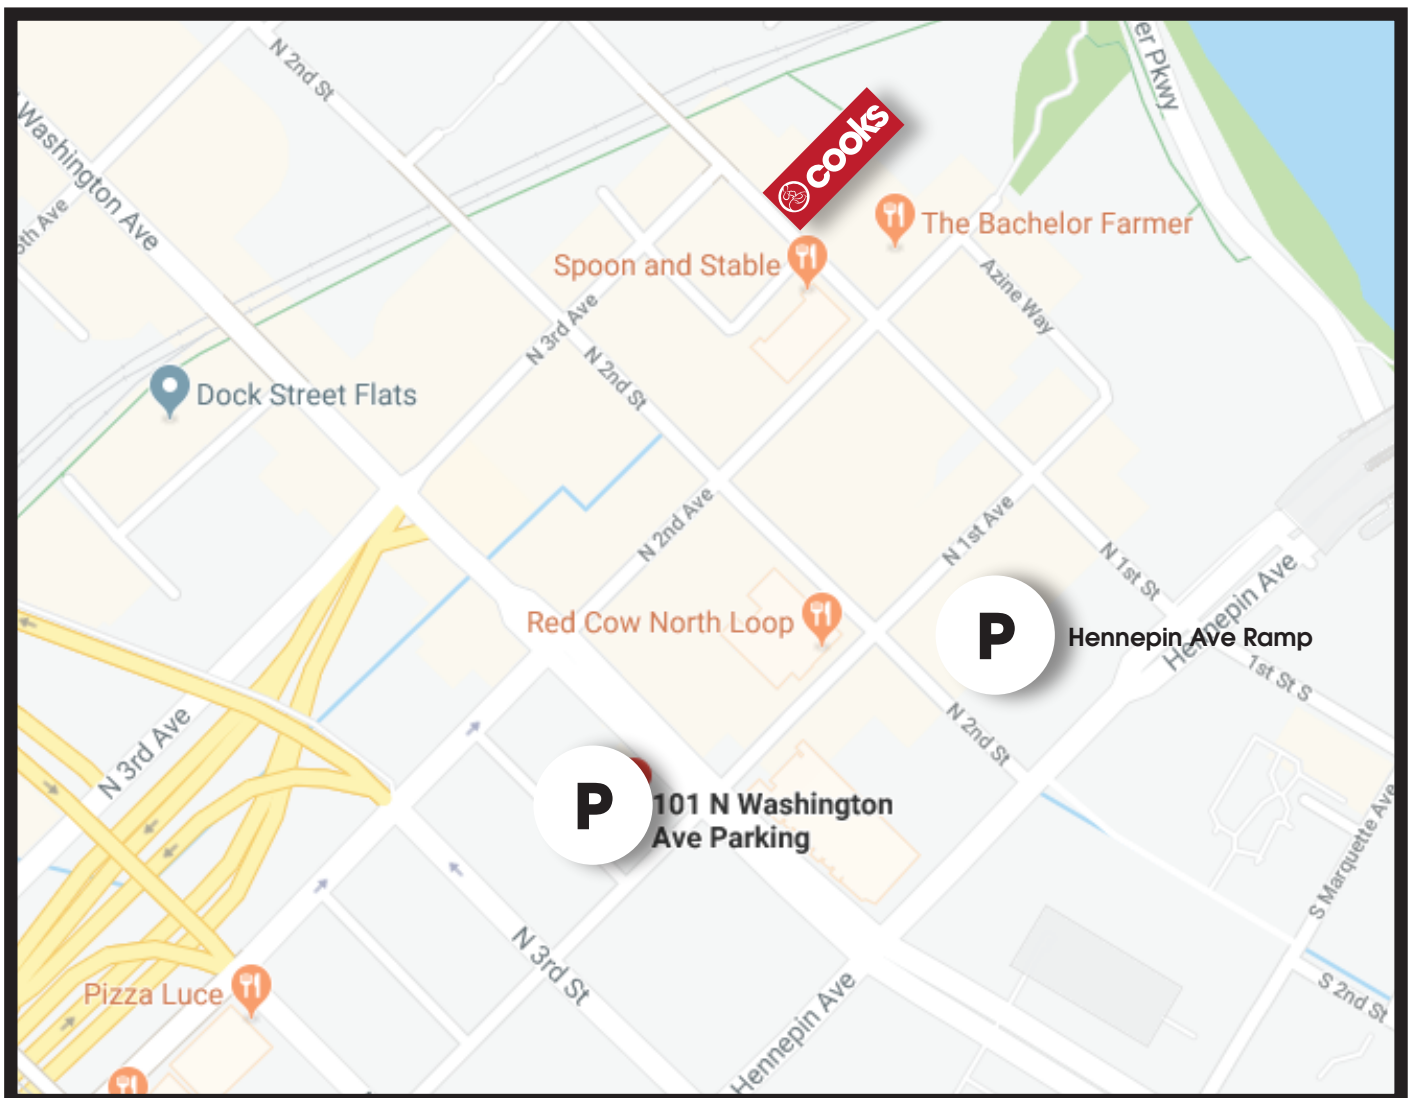 N 2nd St
er Pkwy
Washington Ave
cooks
5th Ave
The Bachelor Farmer
Spoon and Stable
Azine Way
N 3rd Ave
N 2nd St
Dock Street Flats
N 2nd Ave
N 1st Ave
N 1st St
Hennepin Ave
Red Cow North Loop
P
Hennepin Ave Ramp
1st St S
N 3rd Ave
N 2nd St
P
101 N Washington
Ave Parking
S Marquette Ave
N 3rd St
Pizza Luce
Hennepin Ave
S 2nd St